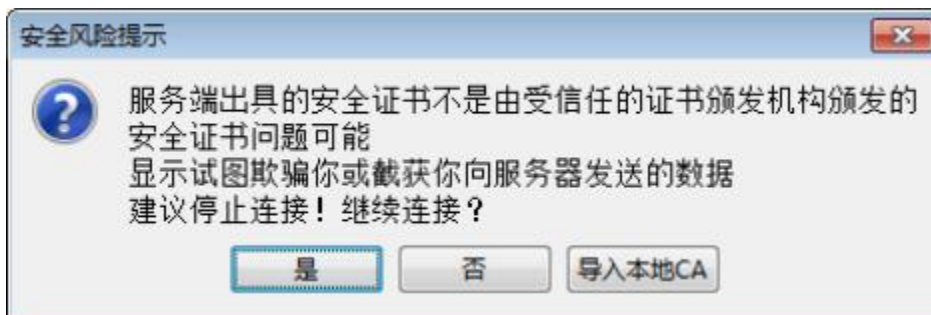 安全风险提示
服务端出具的安全证书不是由受信任的证书颁发机构颁发的
安全证书问题可能
显示试图欺骗你或截获你向服务器发送的数据
建议停止连接！继续连接？
是 否 导入本地CA